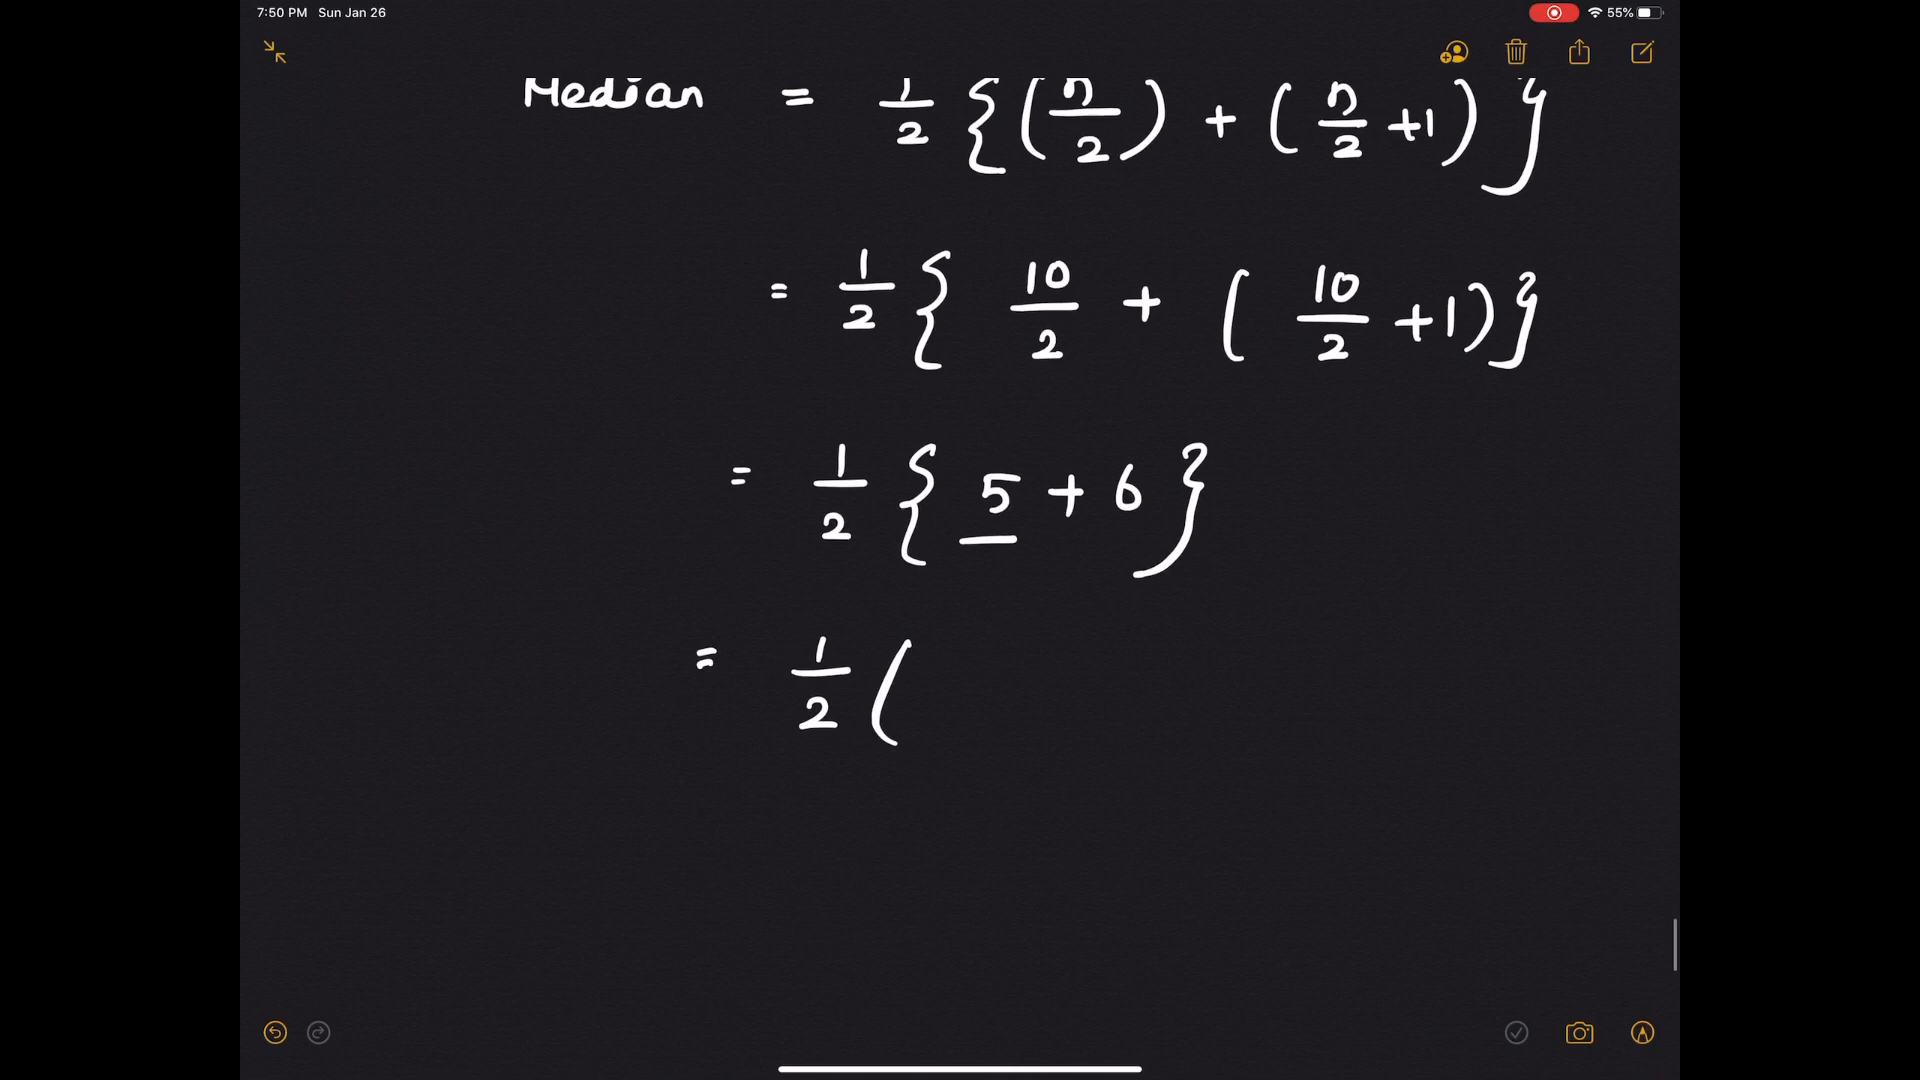 7:50 PM Sun Jan 26 55%
Median = 1/2 {(n/2) + (n/2 +1)}
= 1/2 { 10/2 + ( 10/2 +1)}
= 1/2 { 5 + 6 }
= 1/2 (